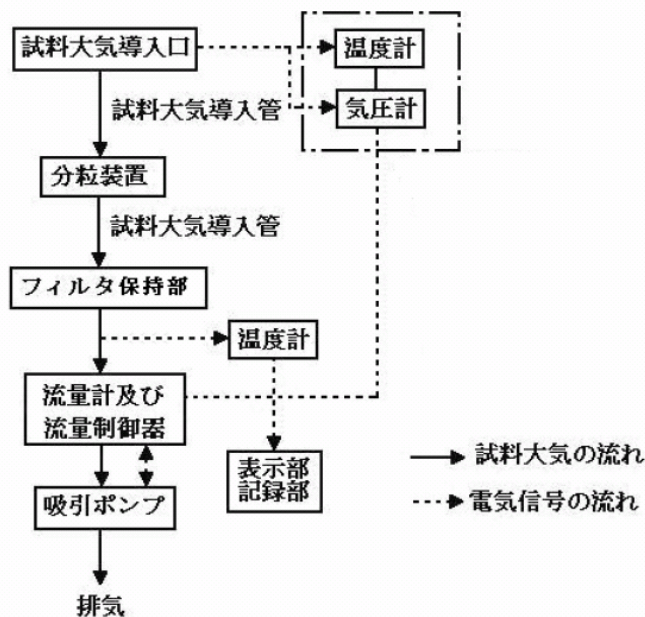 試料大気導入口
温度計
気圧計
試料大気導入管
分粒装置
試料大気導入管
フィルタ保持部
温度計
流量計及び
流量制御器
表示部
記録部
試料大気の流れ
電気信号の流れ
吸引ポンプ
排気